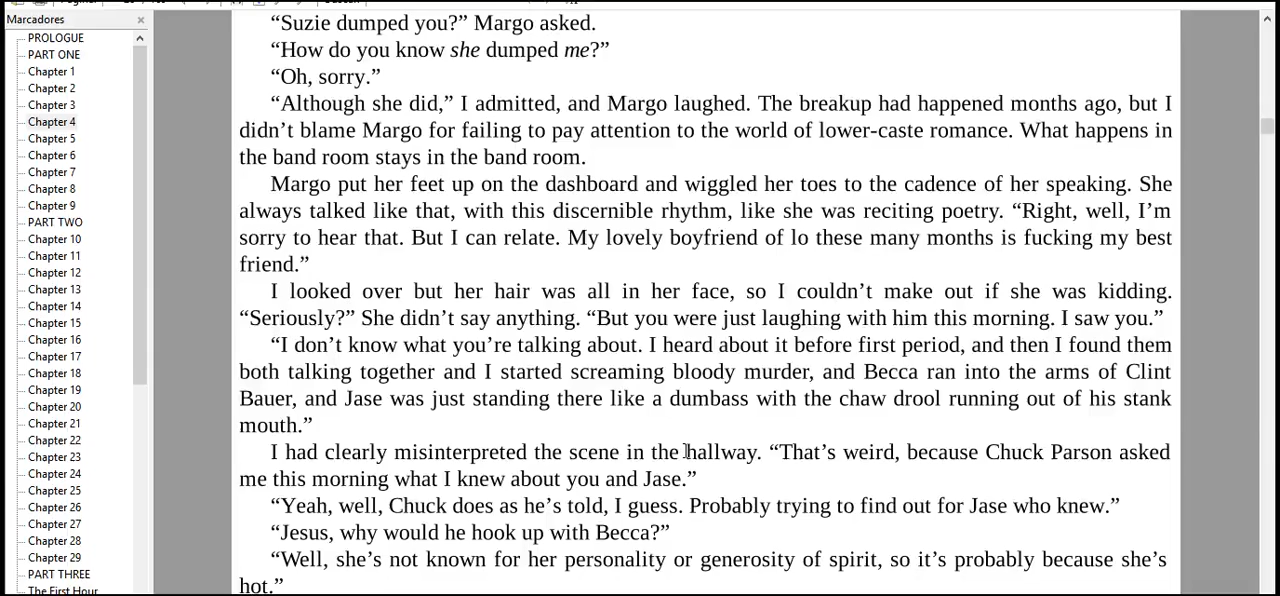 Marcadores
PROLOGUE
PART ONE
Chapter 1
Chapter 2
Chapter 3
Chapter 4
Chapter 5
Chapter 6
Chapter 7
Chapter 8
Chapter 9
PART TWO
Chapter 10
Chapter 11
Chapter 12
Chapter 13
Chapter 14
Chapter 15
Chapter 16
Chapter 17
Chapter 18
Chapter 19
Chapter 20
Chapter 21
Chapter 22
Chapter 23
Chapter 24
Chapter 25
Chapter 26
Chapter 27
Chapter 28
Chapter 29
PART THREE
The First Hour
“Suzie dumped you?” Margo asked.
“How do you know she dumped me?”
“Oh, sorry.”
“Although she did,” I admitted, and Margo laughed. The breakup had happened months ago, but I
didn’t blame Margo for failing to pay attention to the world of lower-caste romance. What happens in
the band room stays in the band room.
Margo put her feet up on the dashboard and wiggled her toes to the cadence of her speaking. She
always talked like that, with this discernible rhythm, like she was reciting poetry. “Right, well, I’m
sorry to hear that. But I can relate. My lovely boyfriend of lo these many months is fucking my best
friend.”
I looked over but her hair was all in her face, so I couldn’t make out if she was kidding.
“Seriously?” She didn’t say anything. “But you were just laughing with him this morning. I saw you.”
“I don’t know what you’re talking about. I heard about it before first period, and then I found them
both talking together and I started screaming bloody murder, and Becca ran into the arms of Clint
Bauer, and Jase was just standing there like a dumbass with the chaw drool running out of his stank
mouth.”
I had clearly misinterpreted the scene in the hallway. “That’s weird, because Chuck Parson asked
me this morning what I knew about you and Jase.”
“Yeah, well, Chuck does as he’s told, I guess. Probably trying to find out for Jase who knew.”
“Jesus, why would he hook up with Becca?”
“Well, she’s not known for her personality or generosity of spirit, so it’s probably because she’s
hot.”